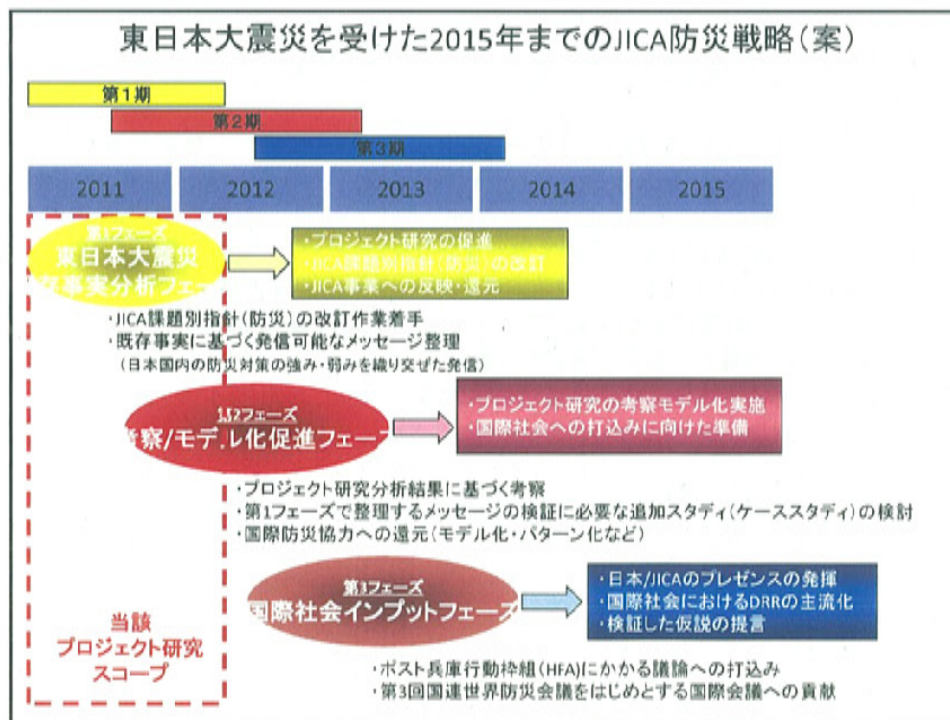 東日本大震災を受けた2015年までのJICA防災戦略(案)
第1期
第2期
第3期
2011 2012 2013 2014 2015
第1フェーズ
東日本大震災
存事実分析フェー
・プロジェクト研究の促進
・JICA課題別指針(防災)の改訂
・JICA事業への反映・還元
・JICA課題別指針(防災)の改訂作業着手
・既存事実に基づく発信可能なメッセージ整理
(日本国内の防災対策の強み・弱みを織り交ぜた発信)
2フェーズ
察/モデル化促進フェー
・プロジェクト研究の考察モデル化実施
・国際社会への打込みに向けた準備
・プロジェクト研究分析結果に基づく考察
・第1フェーズで整理するメッセージの検証に必要な追加スタディ(ケーススタディ)の検討
・国際防災協力への還元(モデル化・パターン化など)
第3フェーズ
国際社会インプットフェーズ
・日本/JICAのプレゼンスの発揮
・国際社会におけるDRRの主流化
・検証した仮説の提言
当該
プロジェクト研究
スコープ
・ポスト兵庫行動枠組(HFA)にかかる議論への打込み
・第3回国連世界防災会議をはじめとする国際会議への貢献